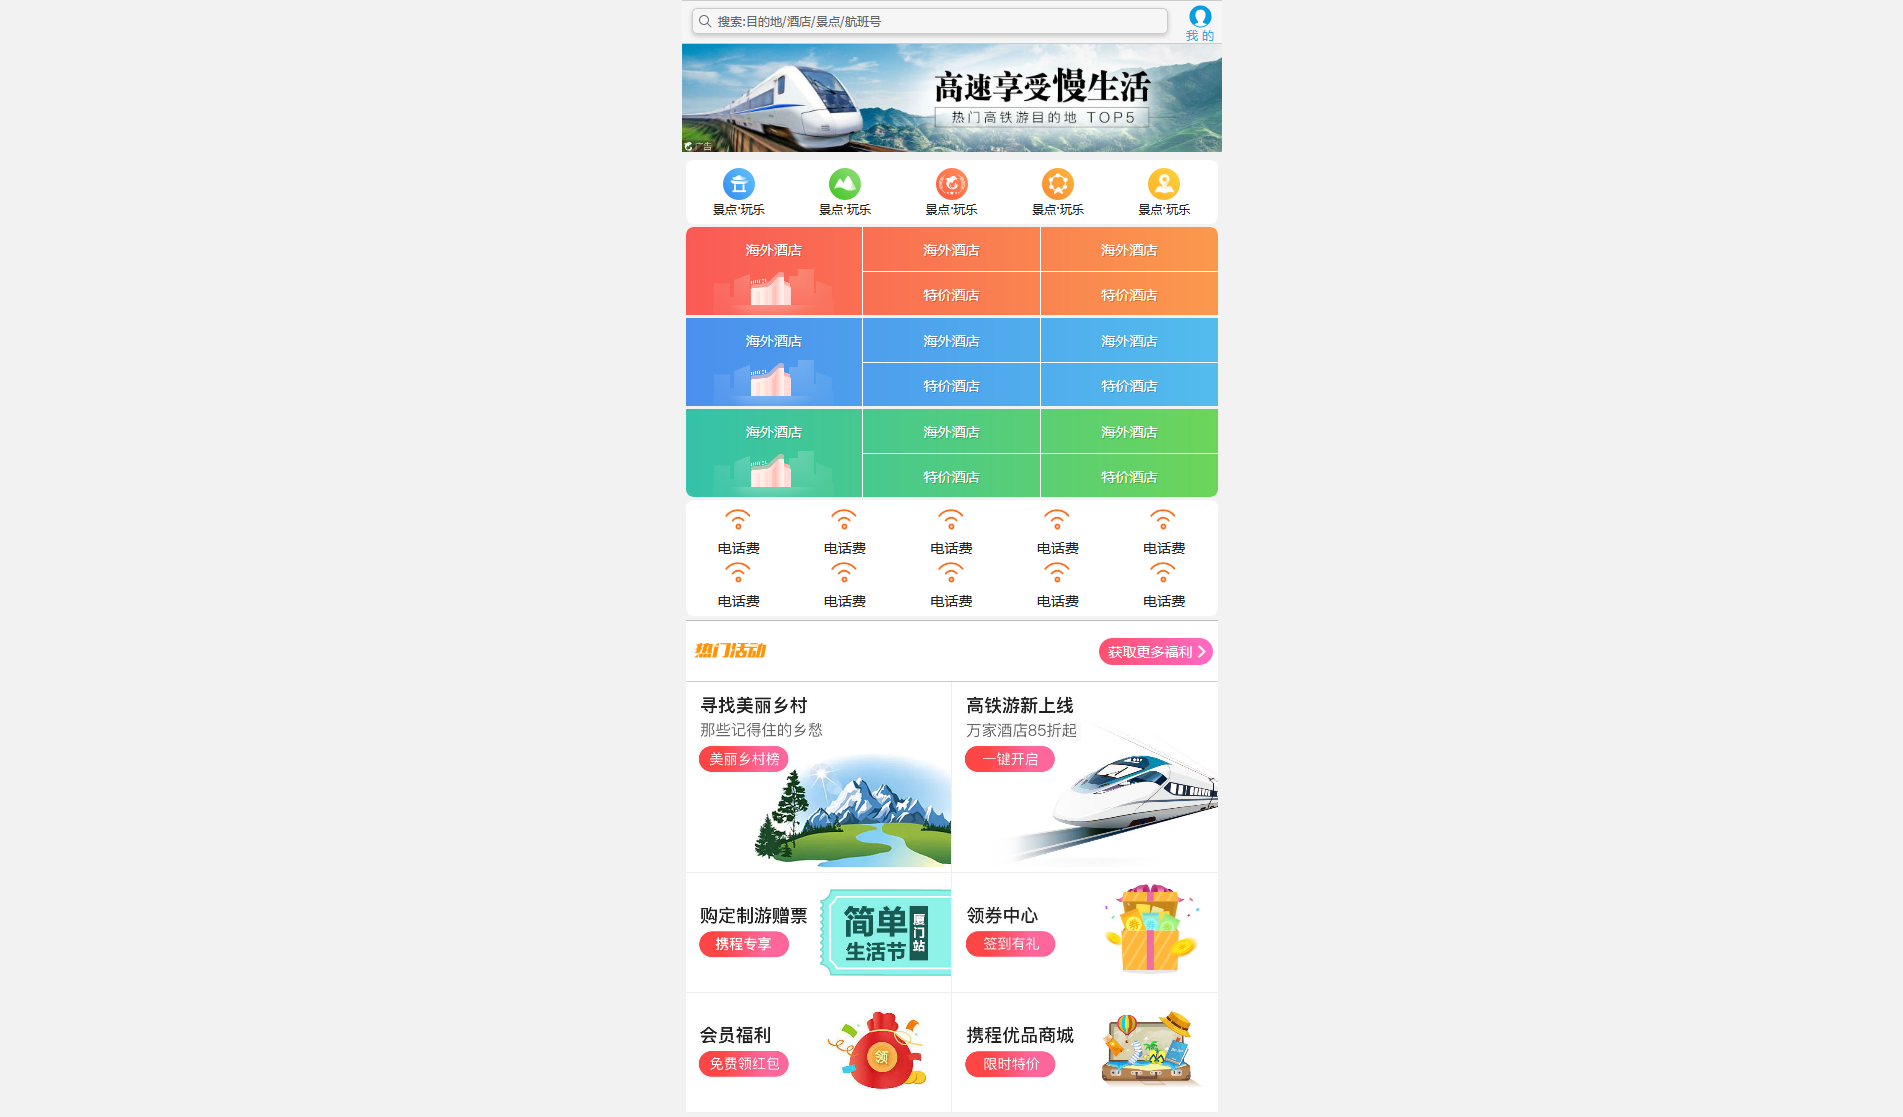 搜索:目的地/酒店/景点/航班号
我 的
高速享受慢生活
热门高铁游目的地 TOP5
广告
景点·玩乐 景点·玩乐 景点·玩乐 景点·玩乐 景点·玩乐
海外酒店 海外酒店 海外酒店
特价酒店 特价酒店
海外酒店 海外酒店 海外酒店
特价酒店 特价酒店
海外酒店 海外酒店 海外酒店
特价酒店 特价酒店
电话费 电话费 电话费 电话费 电话费
电话费 电话费 电话费 电话费 电话费
热门活动
获取更多福利
寻找美丽乡村
那些记得住的乡愁
美丽乡村榜
高铁游新上线
万家酒店85折起
一键开启
购定制游赠票
携程专享
简单
生活节
厦门站
领券中心
签到有礼
会员福利
免费领红包
领
携程优品商城
限时特价